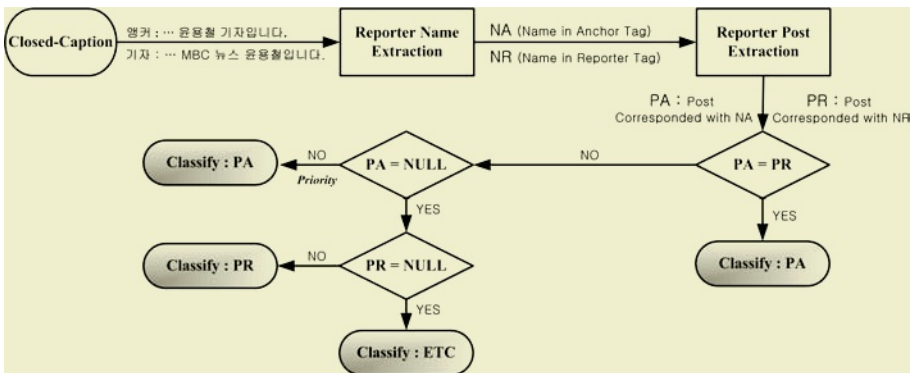 Closed-Caption
앵커 : … 윤용철 기자입니다.
기자 : … MBC 뉴스 윤용철입니다.
Reporter Name
Extraction
NA (Name in Anchor Tag)
NR (Name in Reporter Tag)
Reporter Post
Extraction
PA : Post
Corresponded with NA
PR : Post
Corresponded with NR
PA = PR
NO
YES
Classify : PA
PA = NULL
NO
Priority
Classify : PA
YES
PR = NULL
NO
Classify : PR
YES
Classify : ETC